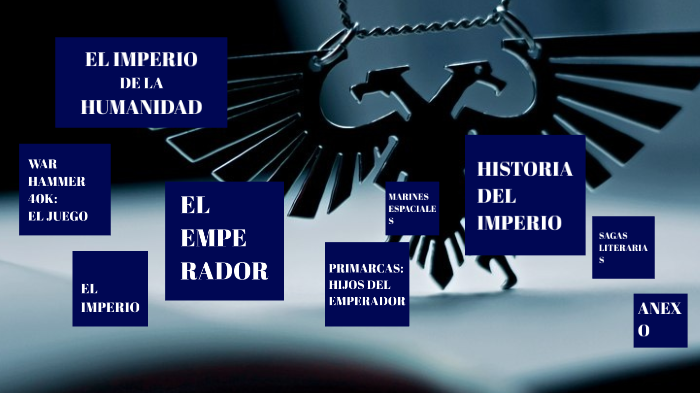 EL IMPERIO
DE LA
HUMANIDAD
WAR
HAMMER
40K:
EL JUEGO
EL
IMPERIO
EL
EMPE
RADOR
PRIMARCAS:
HIJOS DEL
EMPERADOR
MARINES
ESPACIALE
S
HISTORIA
DEL
IMPERIO
SAGAS
LITERARIA
S
ANEX
O